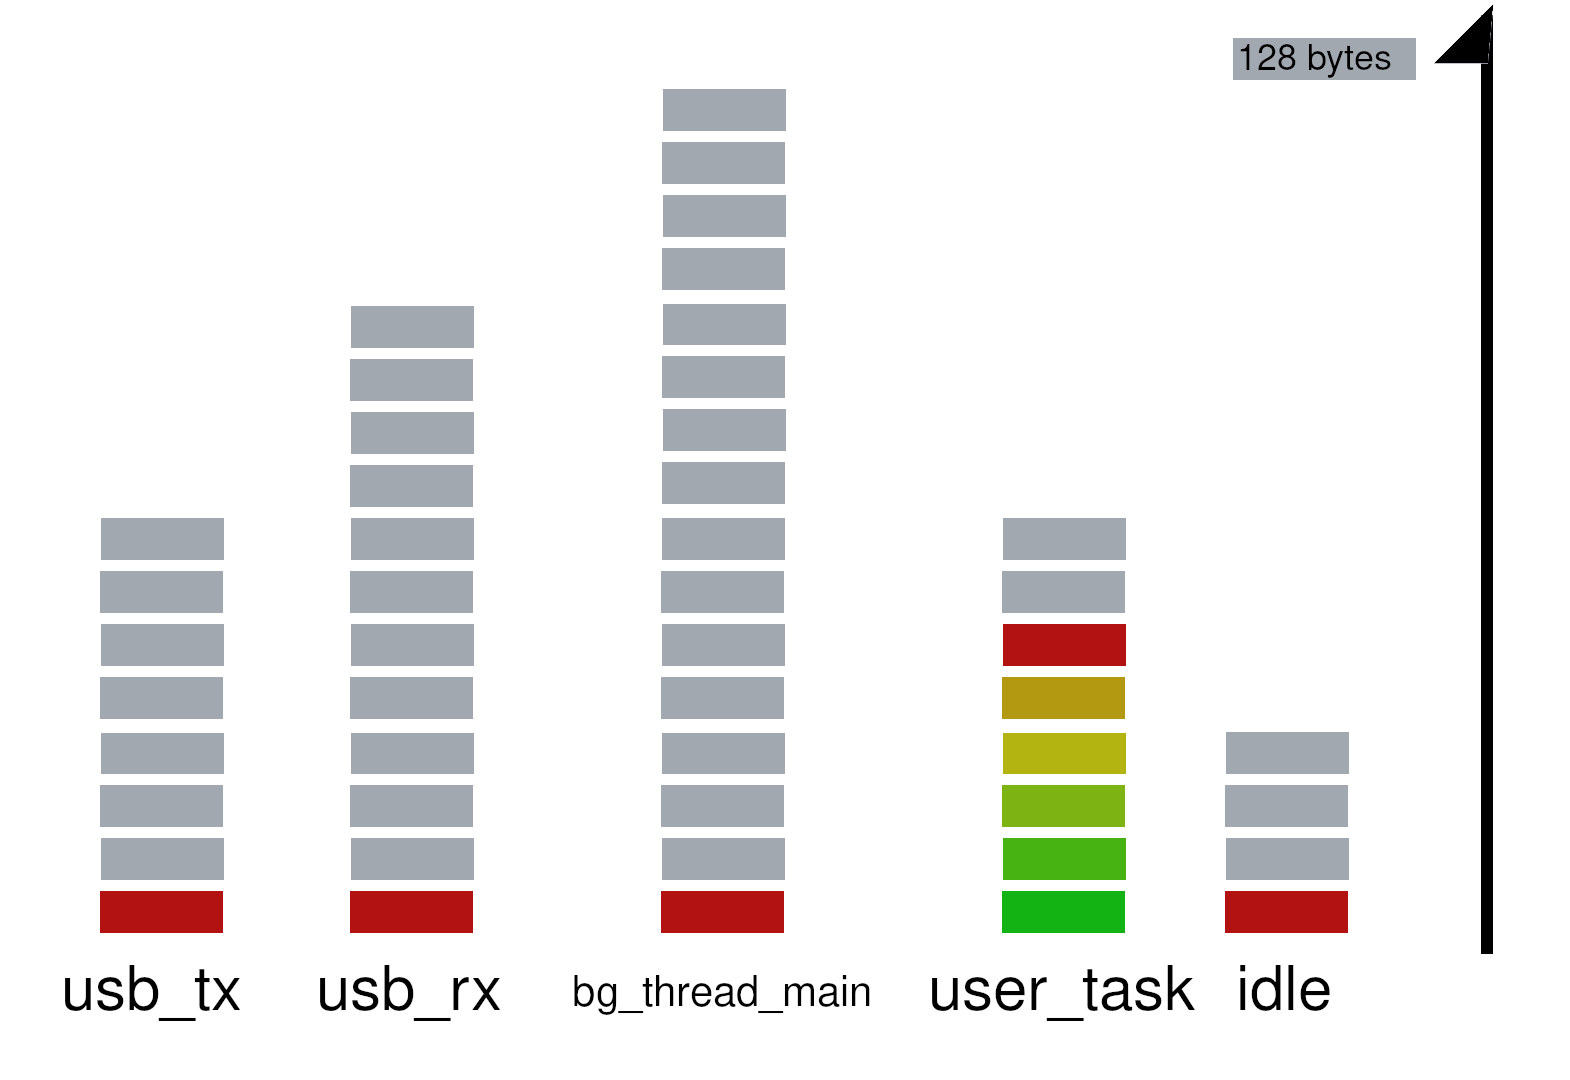 128 bytes
usb_tx
usb_rx
bg_thread_main
user_task
idle